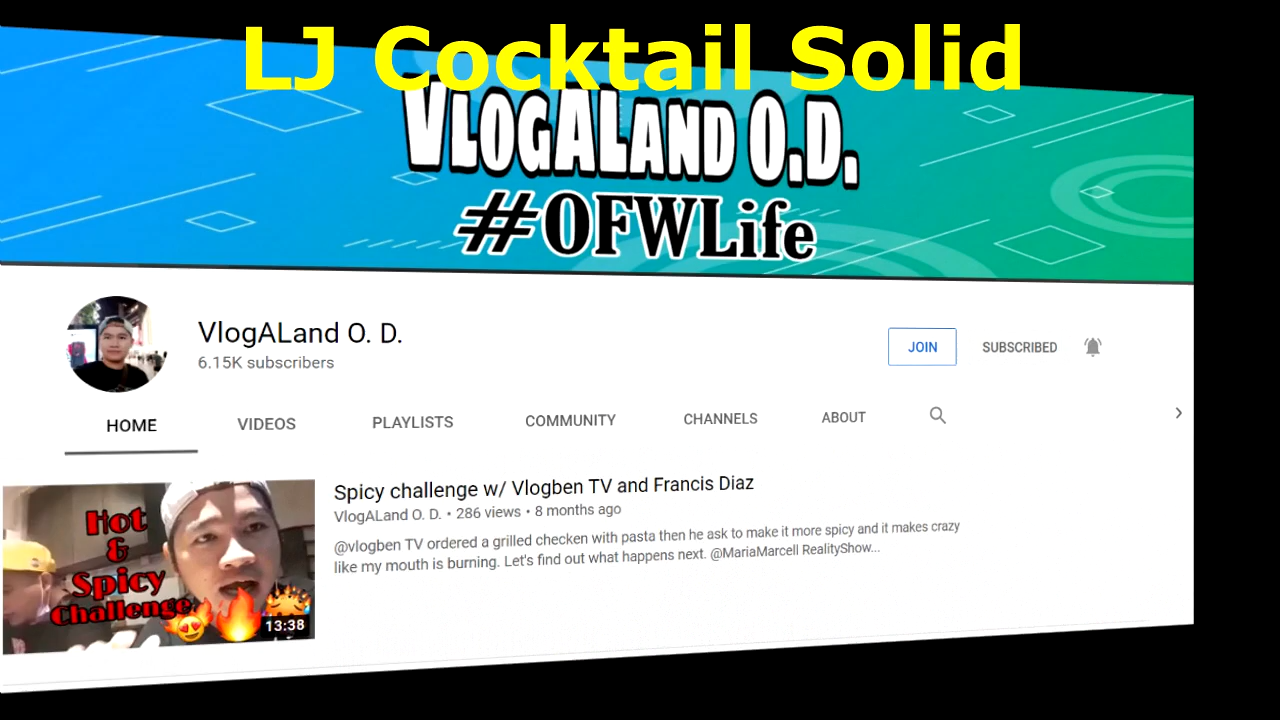 LJ Cocktail Solid
VLOGALAND O.D.
#OFWLife
VlogALand O. D.
6.15K subscribers
JOIN
SUBSCRIBED
HOME
VIDEOS
PLAYLISTS
COMMUNITY
CHANNELS
ABOUT
Hot
&
Spicy
Challenge
13:38
Spicy challenge w/ Vlogben TV and Francis Diaz
VlogALand O. D. • 286 views • 8 months ago
@vlogben TV ordered a grilled checken with pasta then he ask to make it more spicy and it makes crazy
like my mouth is burning. Let's find out what happens next. @MariaMarcell RealityShow...